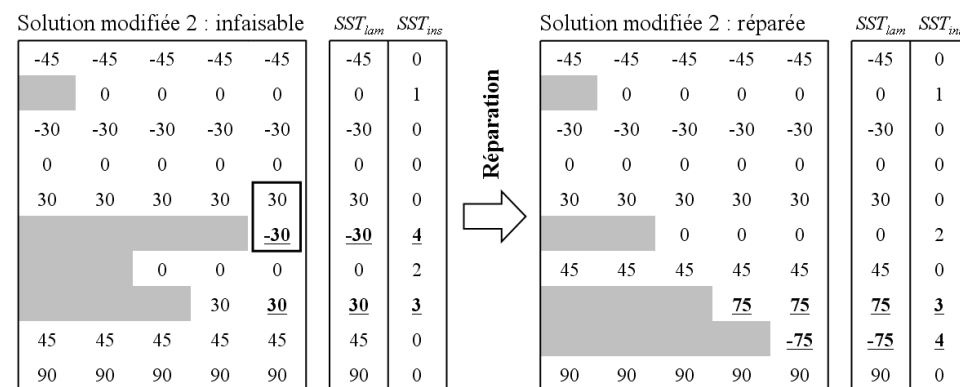 Solution modifiée 2 : infaisable SST_lam SST_ins
-45 -45 -45 -45 -45 -45 0
0 0 0 0 0 1
-30 -30 -30 -30 -30 -30 0
0 0 0 0 0 0 0
30 30 30 30 30 30 0
-30 -30 4
0 0 0 0 2
30 30 30 3
45 45 45 45 45 45 0
90 90 90 90 90 90 0
Réparation
Solution modifiée 2 : réparée SST_lam SST_ins
-45 -45 -45 -45 -45 -45 0
0 0 0 0 0 1
-30 -30 -30 -30 -30 -30 0
0 0 0 0 0 0 0
30 30 30 30 30 30 0
0 0 0 0 2
45 45 45 45 45 45 0
75 75 75 3
-75 -75 4
90 90 90 90 90 90 0